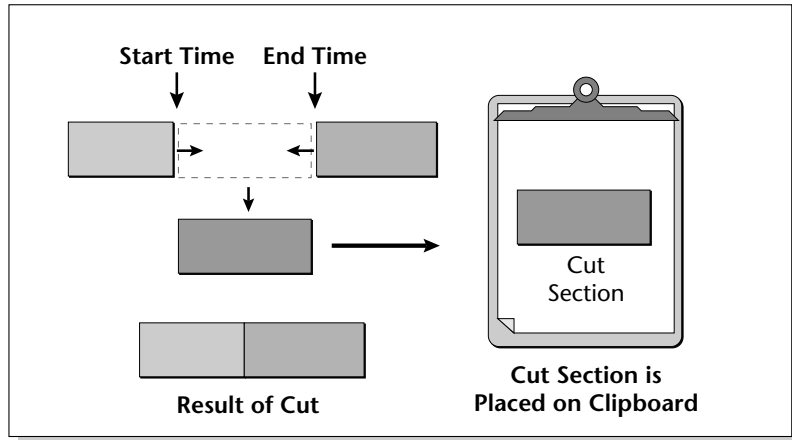 Start Time
End Time
Cut
Section
Result of Cut
Cut Section is
Placed on Clipboard